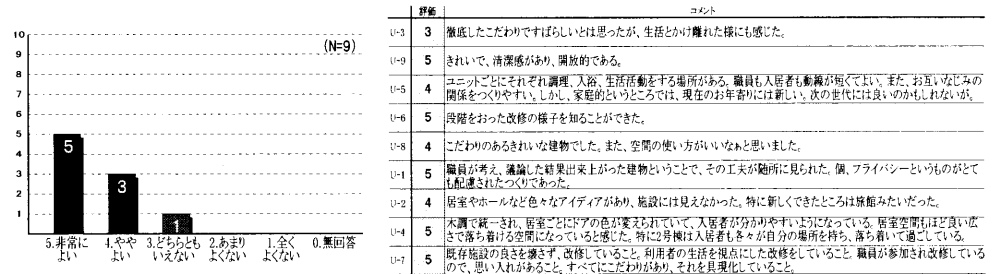 (N=9)
10
9
8
7
6
5
4
3
2
1
5
3
1
5.非常に
よい
4.やや
よい
3.どちらとも
いえない
2.あまり
よくない
1.全く
よくない
0.無回答
評価 コメント
U-3 3 徹底したこだわりですばらしいとは思ったが、生活とかけ離れた様にも感じた。
U-9 5 きれいで、清潔感があり、開放的である。
U-5 4 ユニットごとにそれぞれ調理、入浴、生活活動をする場所がある。職員も入居者も動線が短くてよい。また、お互いなじみの
関係をつくりやすい。しかし、家庭的というところでは、現在のお年寄りには新しい。次の世代には良いのかもしれないが。
U-6 5 段階をおった改修の様子を知ることができた。
U-8 4 こだわりのあるきれいな建物でした。また、空間の使い方がいいなぁと思いました。
U-1 5 職員が考え、議論した結果出来上がった建物ということで、その工夫が随所に見られた。個、プライバシーというものがとて
も配慮されたつくりであった。
U-2 4 居室やホールなど色々なアイディアがあり、施設には見えなかった。特に新しくできたところは旅館みたいだった。
U-4 5 木調で統一され、居室ごとにドアの色が変えられていて、入居者が分かりやすいようになっている。居室空間もほど良い広
さで落ち着ける空間になっていると感じた。特に2号棟は入居者も各々が自分の場所を持ち、落ち着いて過ごしている。
U-7 5 既存施設の良さを壊さず、改修していること。利用者の生活を視点にした改修をしていること。職員が参加され改修している
ので、思い入れがあること。すべてにこだわりがあり、それを具現化していること。